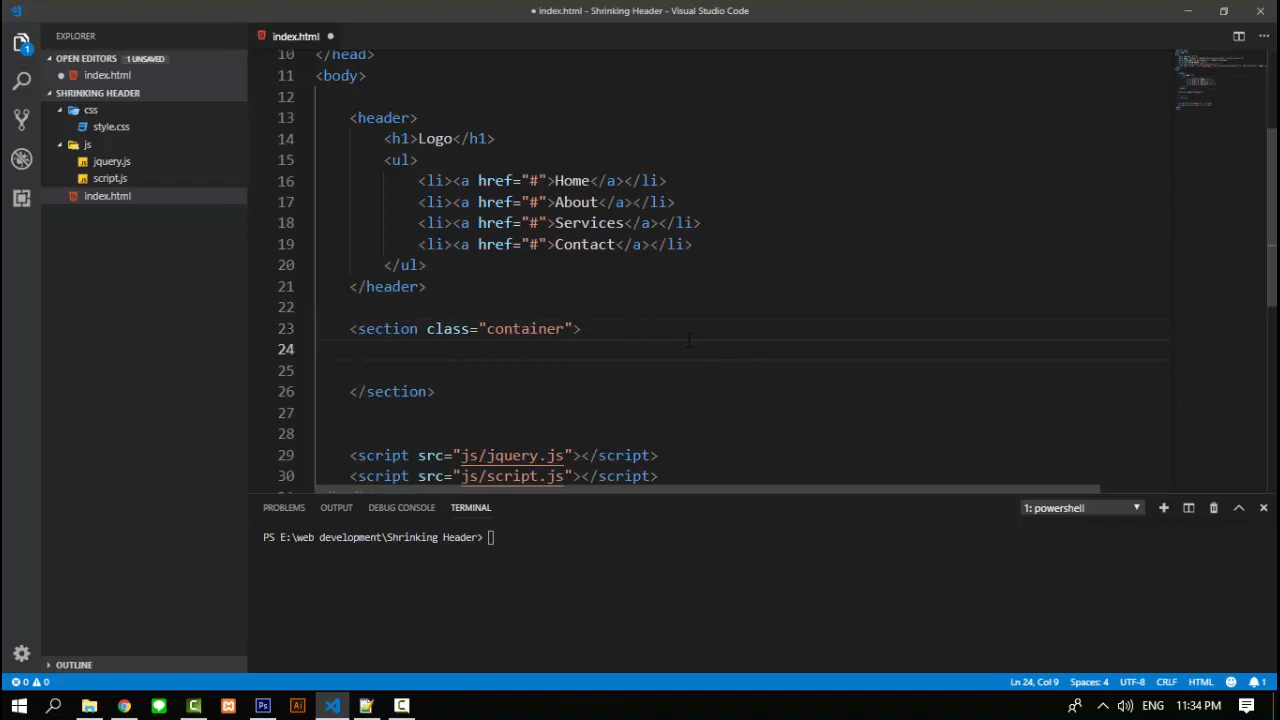 index.html - Shrinking Header - Visual Studio Code
EXPLORER
OPEN EDITORS 1 UNSAVED
index.html
SHRINKING HEADER
css
style.css
js
jquery.js
script.js
index.html
OUTLINE
index.html
10 </head>
11 <body>
12
13 <header>
14 <h1>Logo</h1>
15 <ul>
16 <li><a href="#">Home</a></li>
17 <li><a href="#">About</a></li>
18 <li><a href="#">Services</a></li>
19 <li><a href="#">Contact</a></li>
20 </ul>
21 </header>
22
23 <section class="container">
24
25
26 </section>
27
28
29 <script src="js/jquery.js"></script>
30 <script src="js/script.js"></script>
PROBLEMS OUTPUT DEBUG CONSOLE TERMINAL 1: powershell
PS E:\web development\Shrinking Header>
0 0 Ln 24, Col 9 Spaces: 4 UTF-8 CRLF HTML 1
ENG 11:34 PM